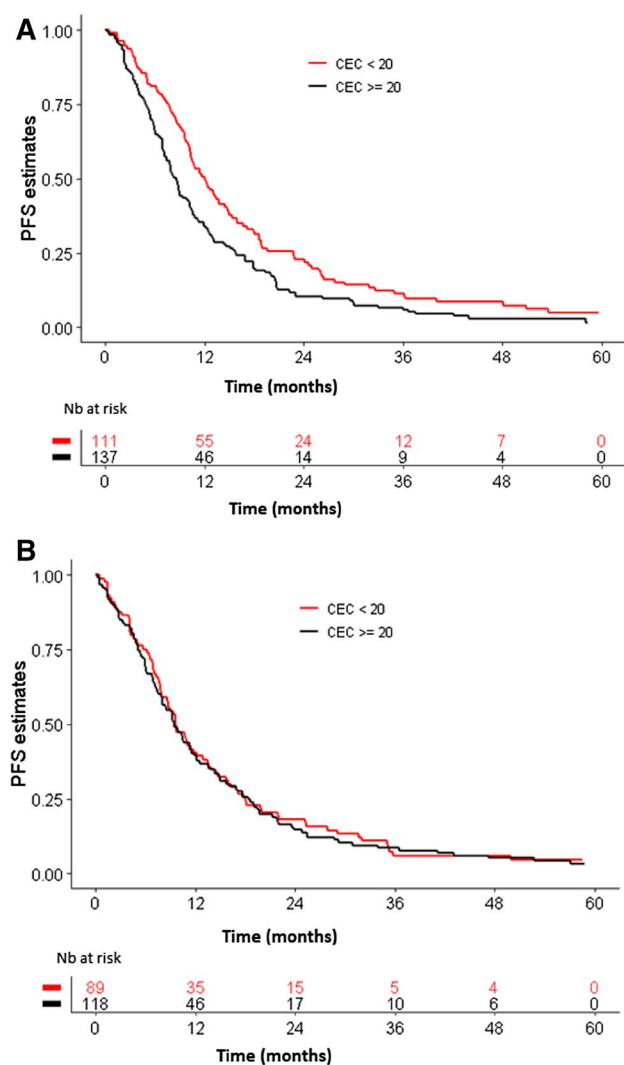 A
1.00
CEC < 20
CEC >= 20
0.75
PFS estimates
0.50
0.25
0.00
0 12 24 36 48 60
Time (months)
Nb at risk
111 55 24 12 7 0
137 46 14 9 4 0
0 12 24 36 48 60
Time (months)
B
1.00
CEC < 20
CEC >= 20
0.75
PFS estimates
0.50
0.25
0.00
0 12 24 36 48 60
Time (months)
Nb at risk
89 35 15 5 4 0
118 46 17 10 6 0
0 12 24 36 48 60
Time (months)